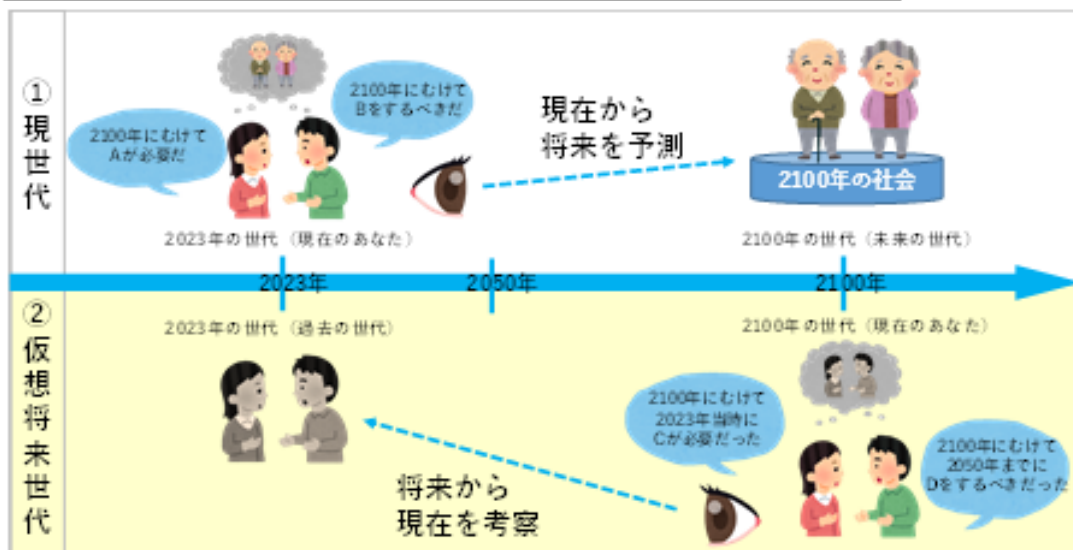 ①現世代
2100年にむけて
Aが必要だ
2100年にむけて
Bをするべきだ
現在から
将来を予測
2100年の社会
2023年の世代（現在のあなた）
2100年の世代（未来の世代）
2023年
2050年
2100年
②仮想将来世代
2023年の世代（過去の世代）
2100年の世代（現在のあなた）
2100年にむけて
2023年当時に
Cが必要だった
2100年にむけて
2050年までに
Dをするべきだった
将来から
現在を考察